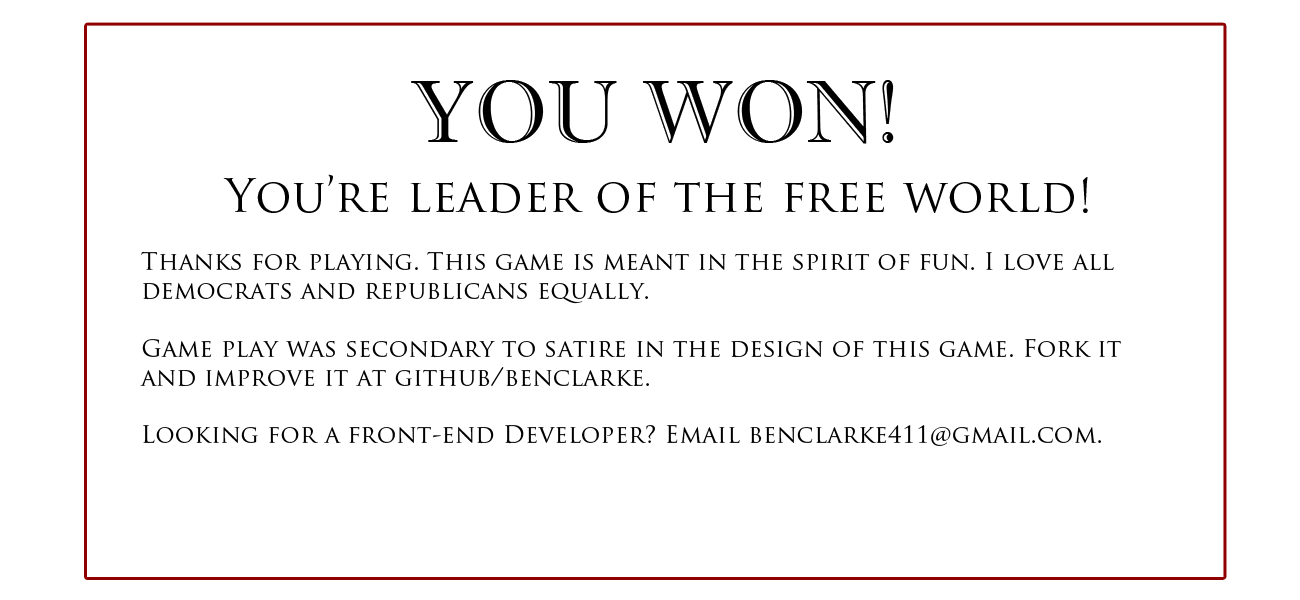 YOU WON!
You're leader of the free world!
Thanks for playing. This game is meant in the spirit of fun. I love all
democrats and republicans equally.
Game play was secondary to satire in the design of this game. Fork it
and improve it at github/benclarke.
Looking for a front-end Developer? Email benclarke411@gmail.com.